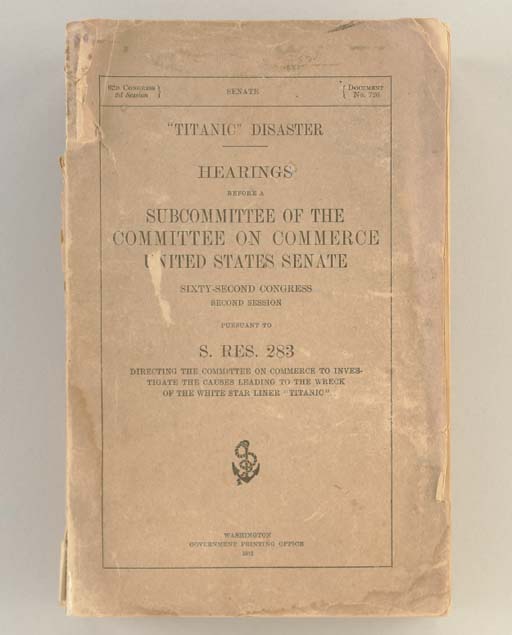 62D CONGRESS
2d Session
SENATE
DOCUMENT
No. 726
"TITANIC" DISASTER
HEARINGS
BEFORE A
SUBCOMMITTEE OF THE
COMMITTEE ON COMMERCE
UNITED STATES SENATE
SIXTY-SECOND CONGRESS
SECOND SESSION
PURSUANT TO
S. RES. 283
DIRECTING THE COMMITTEE ON COMMERCE TO INVES-
TIGATE THE CAUSES LEADING TO THE WRECK
OF THE WHITE STAR LINER "TITANIC"
WASHINGTON
GOVERNMENT PRINTING OFFICE
1912